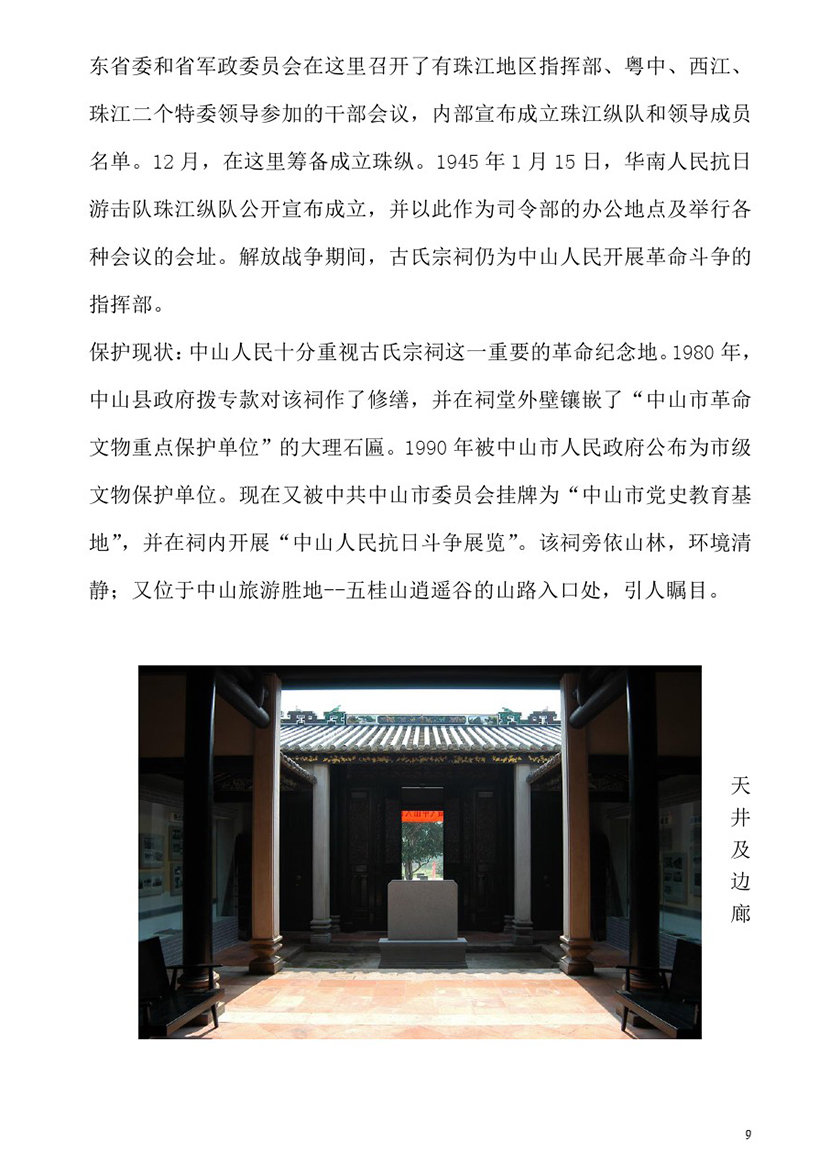 东省委和省军政委员会在这里召开了有珠江地区指挥部、粤中、西江、
珠江二个特委领导参加的干部会议，内部宣布成立珠江纵队和领导成员
名单。12 月，在这里筹备成立珠纵。1945 年 1 月 15 日，华南人民抗日
游击队珠江纵队公开宣布成立，并以此作为司令部的办公地点及举行各
种会议的会址。解放战争期间，古氏宗祠仍为中山人民开展革命斗争的
指挥部。
保护现状：中山人民十分重视古氏宗祠这一重要的革命纪念地。1980 年，
中山县政府拨专款对该祠作了修缮，并在祠堂外壁镶嵌了“中山市革命
文物重点保护单位”的大理石匾。1990 年被中山市人民政府公布为市级
文物保护单位。现在又被中共中山市委员会挂牌为“中山市党史教育基
地”，并在祠内开展“中山人民抗日斗争展览”。该祠旁依山林，环境清
静；又位于中山旅游胜地--五桂山逍遥谷的山路入口处，引人瞩目。
天井及边廊
9